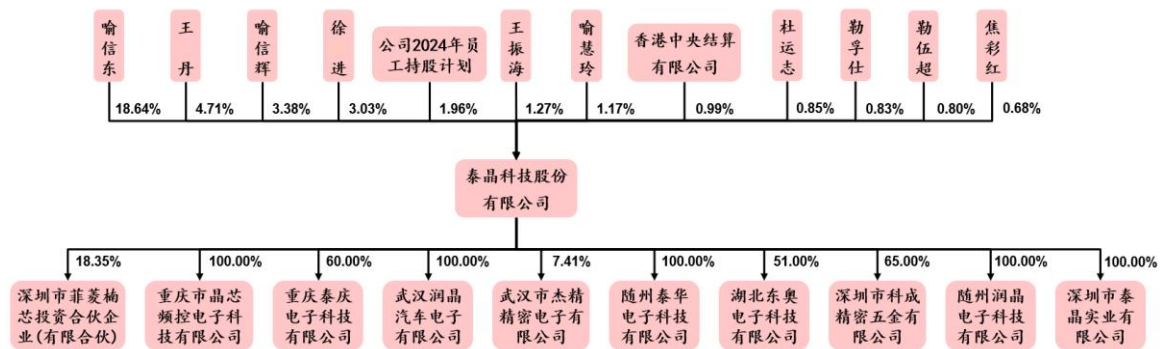 喻信东
王丹
喻信辉
徐进
公司2024年员
工持股计划
王振海
喻慧玲
香港中央结算
有限公司
杜运志
勒孚仕
勒伍超
焦彩红
18.64%
4.71%
3.38%
3.03%
1.96%
1.27%
1.17%
0.99%
0.85%
0.83%
0.80%
0.68%
泰晶科技股份
有限公司
18.35%
100.00%
60.00%
100.00%
7.41%
100.00%
51.00%
65.00%
100.00%
100.00%
深圳市菲菱楠
芯投资合伙企
业(有限合伙)
重庆市晶芯
频控电子科
技有限公司
重庆泰庆
电子科技
有限公司
武汉润晶
汽车电子
有限公司
武汉市杰精
精密电子有
限公司
随州泰华
电子科技
有限公司
湖北东奥
电子科技
有限公司
深圳市科成
精密五金有
限公司
随州润晶
电子科技
有限公司
深圳市泰
晶实业有
限公司